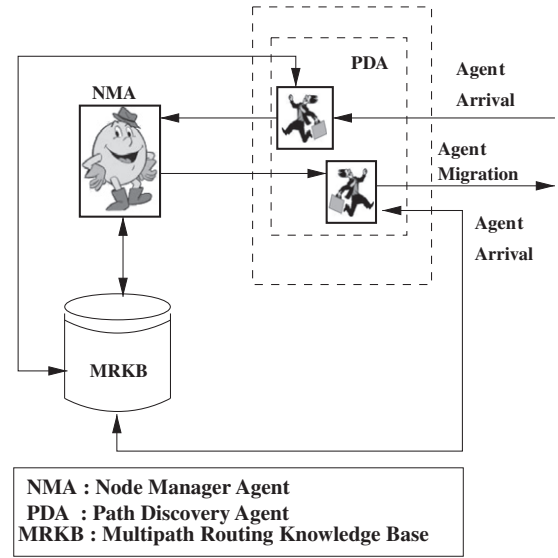 PDA
Agent
Arrival
NMA
Agent
Migration
Agent
Arrival
MRKB
NMA : Node Manager Agent
PDA : Path Discovery Agent
MRKB : Multipath Routing Knowledge Base